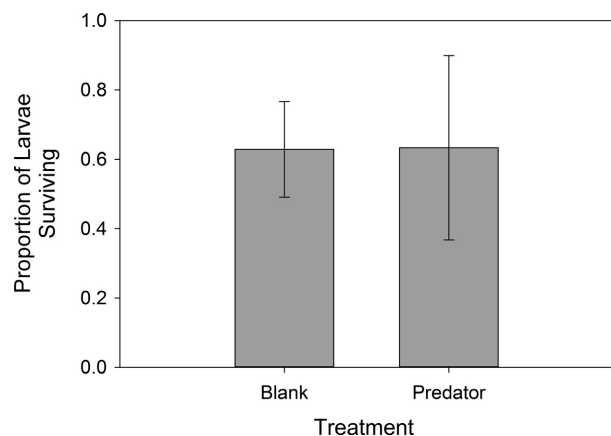 Proportion of Larvae
Surviving
1.0
0.8
0.6
0.4
0.2
0.0
Blank
Predator
Treatment